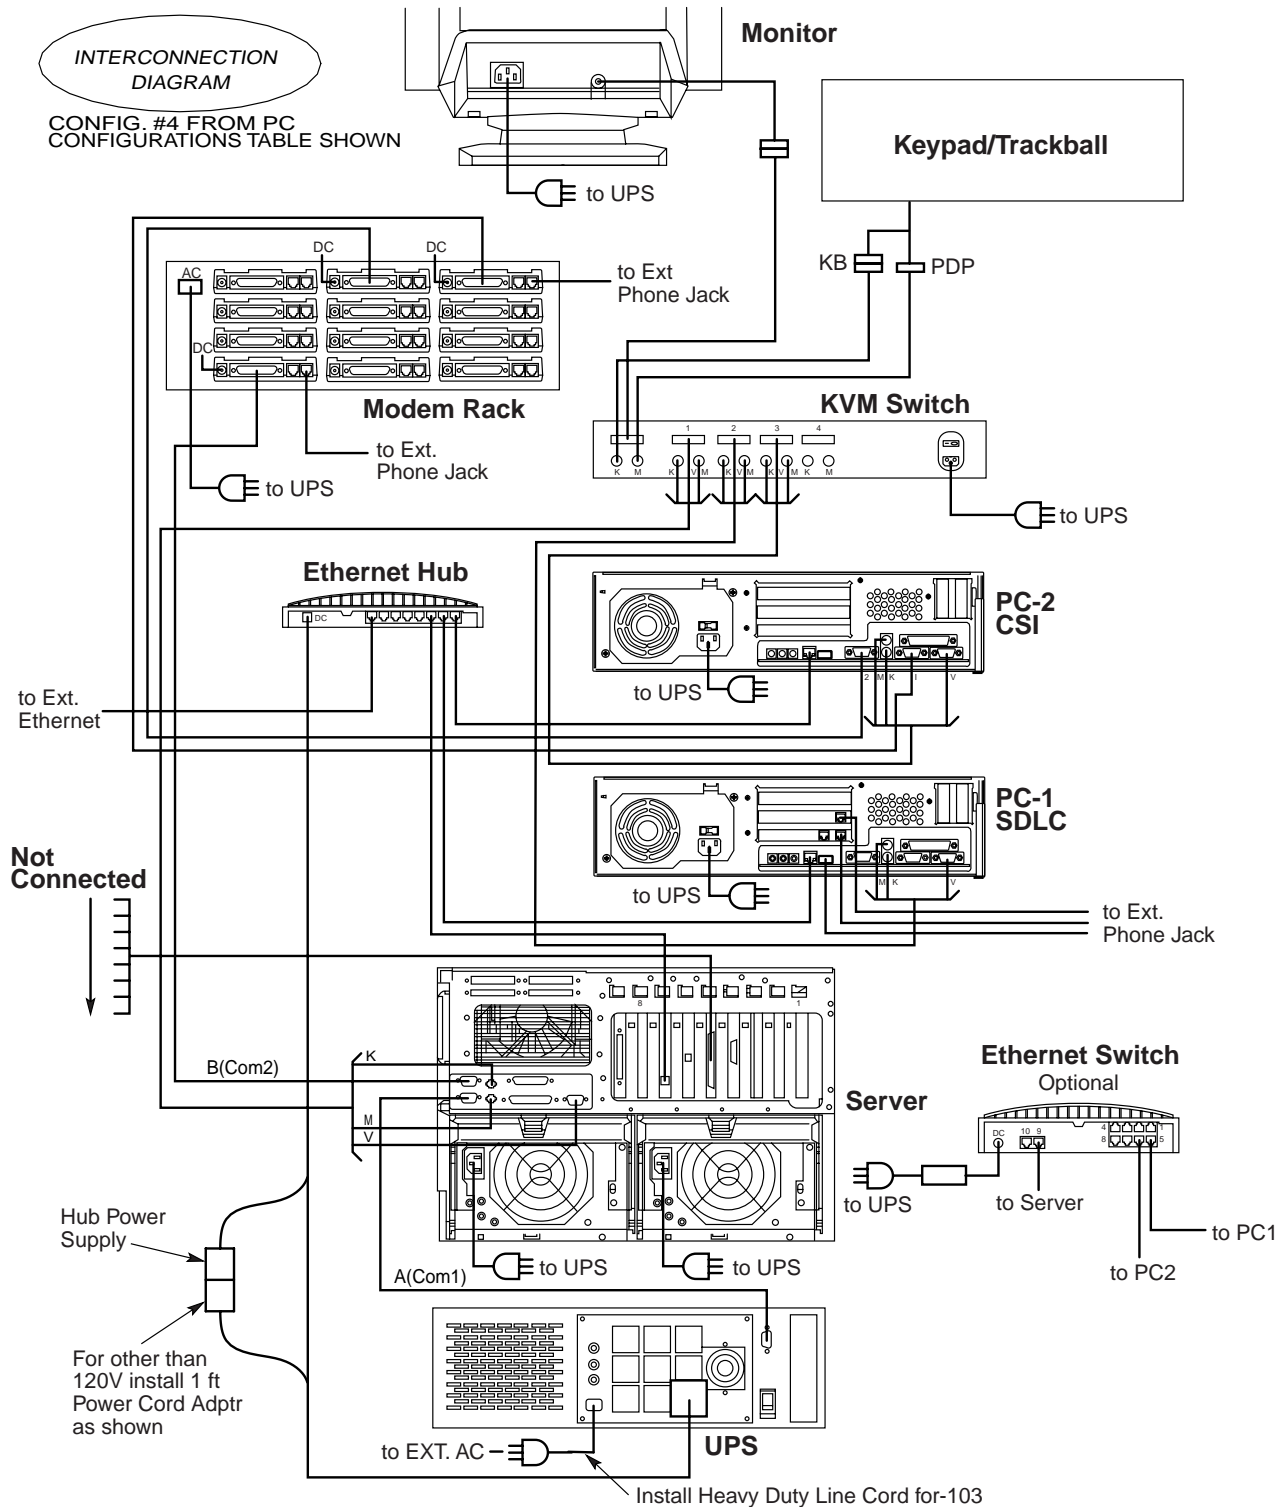 INTERCONNECTION
DIAGRAM
CONFIG. #4 FROM PC
CONFIGURATIONS TABLE SHOWN
Monitor
to UPS
Keypad/Trackball
KB
PDP
DC
DC
AC
DC
to Ext
Phone Jack
Modem Rack
to Ext.
Phone Jack
to UPS
KVM Switch
1
2
3
4
K
M
K
V
M
K
V
M
K
V
M
K
M
to UPS
Ethernet Hub
DC
to Ext.
Ethernet
PC-2
CSI
to UPS
2
M
K
I
V
PC-1
SDLC
to UPS
M
K
V
to Ext.
Phone Jack
Not
Connected
8
1
K
B(Com2)
M
V
Server
Ethernet Switch
Optional
DC
10
9
4
1
8
5
to UPS
to Server
to PC1
to PC2
Hub Power
Supply
A(Com1)
to UPS
to UPS
For other than
120V install 1 ft
Power Cord Adptr
as shown
to EXT. AC
UPS
Install Heavy Duty Line Cord for-103